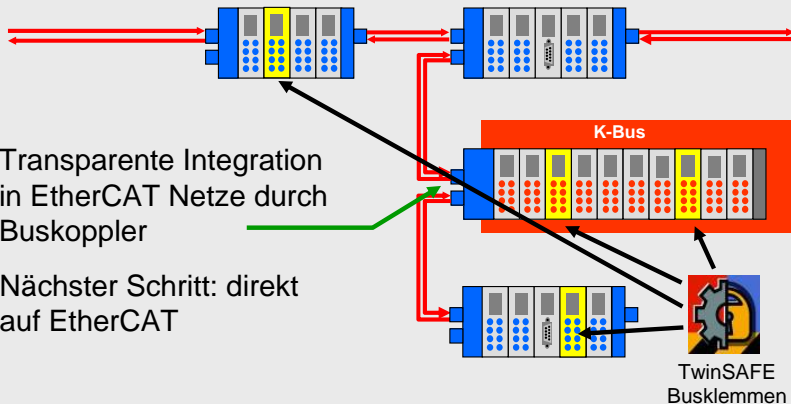 K-Bus
Transparente Integration
in EtherCAT Netze durch
Buskoppler
Nächster Schritt: direkt
auf EtherCAT
TwinSAFE
Busklemmen